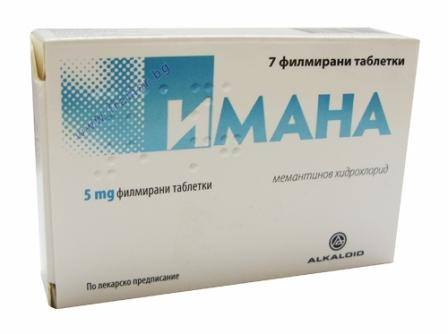 7 филмирани таблетки
ИМАНА
5 mg филмирани таблетки
мемантинов хидрохлорид
ALKALOID
По лекарско предписание